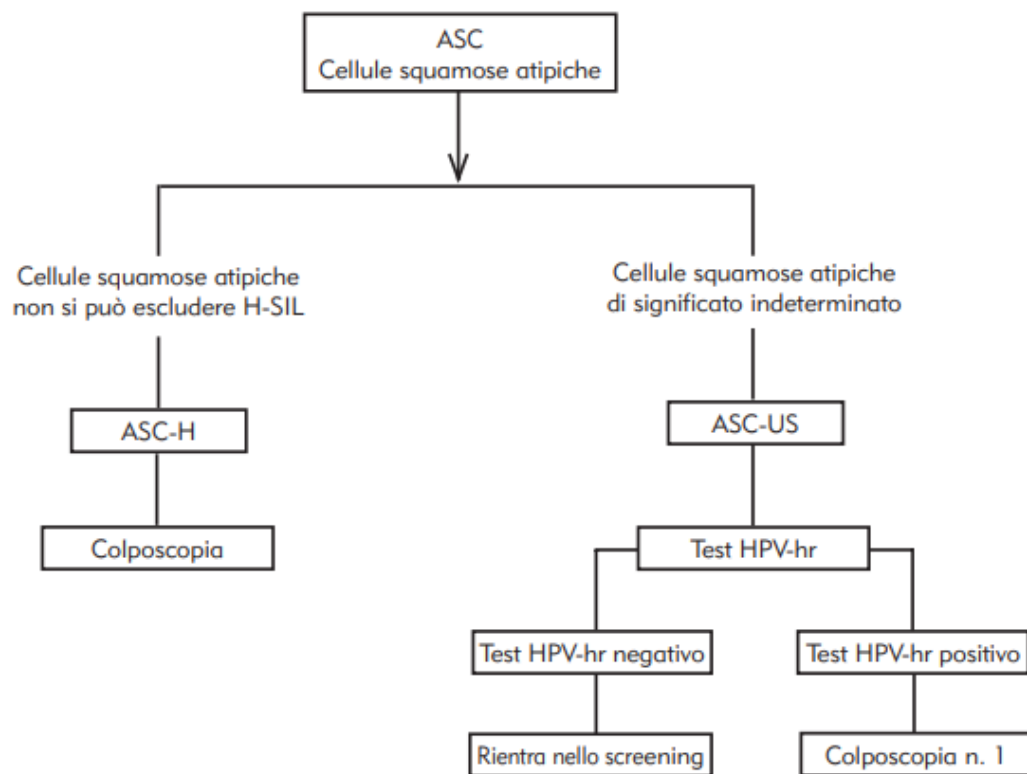 ASC
Cellule squamose atipiche
Cellule squamose atipiche
non si può escludere H-SIL
Cellule squamose atipiche
di significato indeterminato
ASC-H
ASC-US
Colposcopia
Test HPV-hr
Test HPV-hr negativo
Test HPV-hr positivo
Rientra nello screening
Colposcopia n. 1